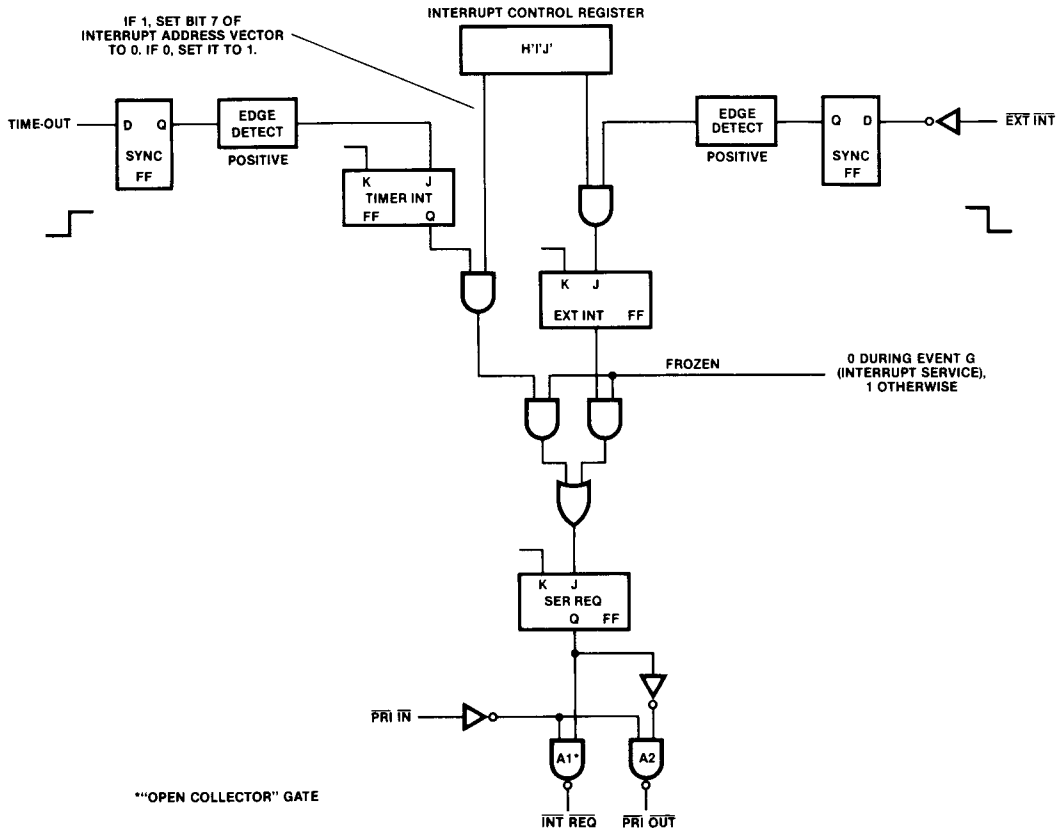 INTERRUPT CONTROL REGISTER
IF 1, SET BIT 7 OF
INTERRUPT ADDRESS VECTOR
TO 0. IF 0, SET IT TO 1.
H'I'J'
TIME-OUT
D Q
SYNC
FF
EDGE
DETECT
POSITIVE
EDGE
DETECT
POSITIVE
Q D
SYNC
FF
EXT INT
K J
TIMER INT
FF Q
K J
EXT INT FF
FROZEN
0 DURING EVENT G
(INTERRUPT SERVICE),
1 OTHERWISE
K J
SER REQ
Q FF
PRI IN
A1*
A2
*"OPEN COLLECTOR" GATE
INT REQ
PRI OUT